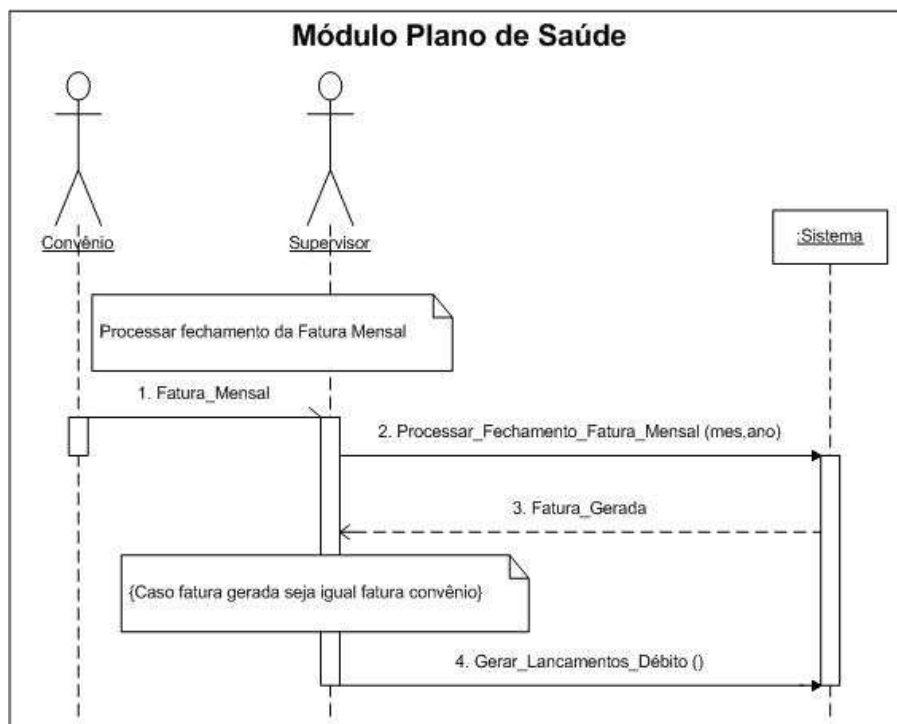 Módulo Plano de Saúde
Convênio
Supervisor
:Sistema
Processar fechamento da Fatura Mensal
1. Fatura_Mensal
2. Processar_Fechamento_Fatura_Mensal (mes,ano)
3. Fatura_Gerada
{Caso fatura gerada seja igual fatura convênio}
4. Gerar_Lancamentos_Débito ()